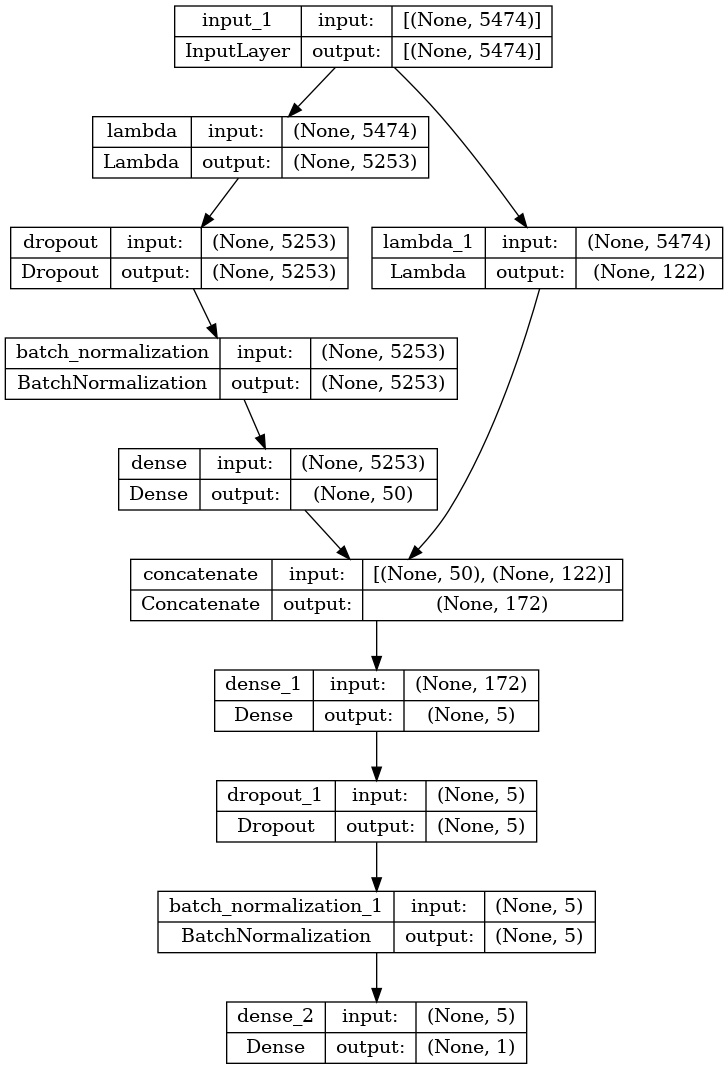 input_1 input: [(None, 5474)]
InputLayer output: [(None, 5474)]
lambda input: (None, 5474)
Lambda output: (None, 5253)
dropout input: (None, 5253)
Dropout output: (None, 5253)
lambda_1 input: (None, 5474)
Lambda output: (None, 122)
batch_normalization input: (None, 5253)
BatchNormalization output: (None, 5253)
dense input: (None, 5253)
Dense output: (None, 50)
concatenate input: [(None, 50), (None, 122)]
Concatenate output: (None, 172)
dense_1 input: (None, 172)
Dense output: (None, 5)
dropout_1 input: (None, 5)
Dropout output: (None, 5)
batch_normalization_1 input: (None, 5)
BatchNormalization output: (None, 5)
dense_2 input: (None, 5)
Dense output: (None, 1)